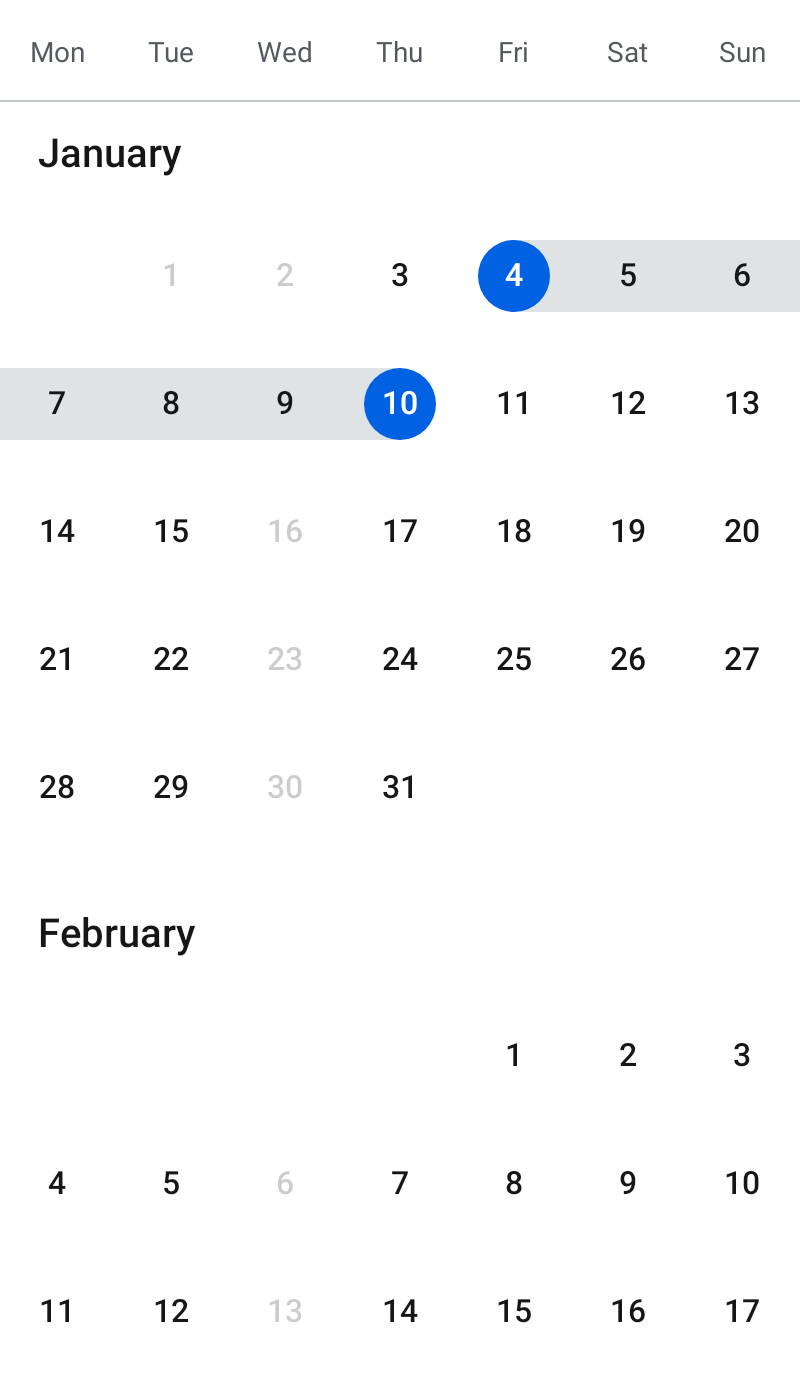 Mon Tue Wed Thu Fri Sat Sun
January
1 2 3 4 5 6
7 8 9 10 11 12 13
14 15 16 17 18 19 20
21 22 23 24 25 26 27
28 29 30 31
February
1 2 3
4 5 6 7 8 9 10
11 12 13 14 15 16 17